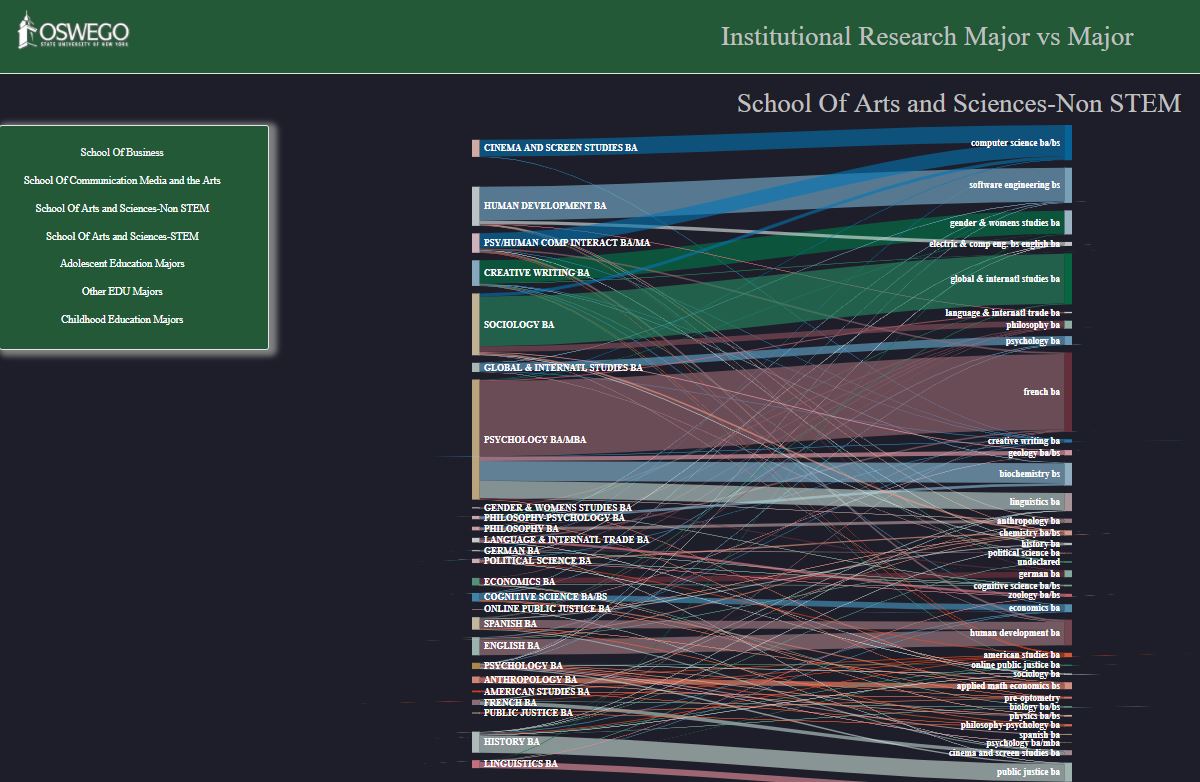 OSWEGO
STATE UNIVERSITY OF NEW YORK
Institutional Research Major vs Major
School Of Arts and Sciences-Non STEM
School Of Business
School Of Communication Media and the Arts
School Of Arts and Sciences-Non STEM
School Of Arts and Sciences-STEM
Adolescent Education Majors
Other EDU Majors
Childhood Education Majors
CINEMA AND SCREEN STUDIES BA
HUMAN DEVELOPMENT BA
PSY/HUMAN COMP INTERACT BA/MA
CREATIVE WRITING BA
SOCIOLOGY BA
GLOBAL & INTERNATL STUDIES BA
PSYCHOLOGY BA/MBA
GENDER & WOMENS STUDIES BA
PHILOSOPHY-PSYCHOLOGY BA
PHILOSOPHY BA
LANGUAGE & INTERNATL TRADE BA
GERMAN BA
POLITICAL SCIENCE BA
ECONOMICS BA
COGNITIVE SCIENCE BA/BS
ONLINE PUBLIC JUSTICE BA
SPANISH BA
ENGLISH BA
PSYCHOLOGY BA
ANTHROPOLOGY BA
AMERICAN STUDIES BA
FRENCH BA
PUBLIC JUSTICE BA
HISTORY BA
LINGUISTICS BA
computer science ba/bs
software engineering bs
gender & womens studies ba
electric & comp eng. bs english ba
global & internatl studies ba
language & internatl trade ba
philosophy ba
psychology ba
french ba
creative writing ba
geology ba/bs
biochemistry bs
linguistics ba
anthropology ba
chemistry ba/bs
history ba
political science ba
undeclared
german ba
cognitive science ba/bs
zoology ba/bs
economics ba
human development ba
american studies ba
online public justice ba
sociology ba
applied math economics bs
pre-optometry
biology ba/bs
physics ba/bs
philosophy-psychology ba
spanish ba
psychology ba/mba
cinema and screen studies ba
public justice ba